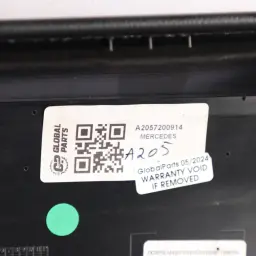 GLOBAL
PARTS
A2057200914
MERCEDES
A205
GlobalParts 05/2024
WARRANTY VOID
IF REMOVED